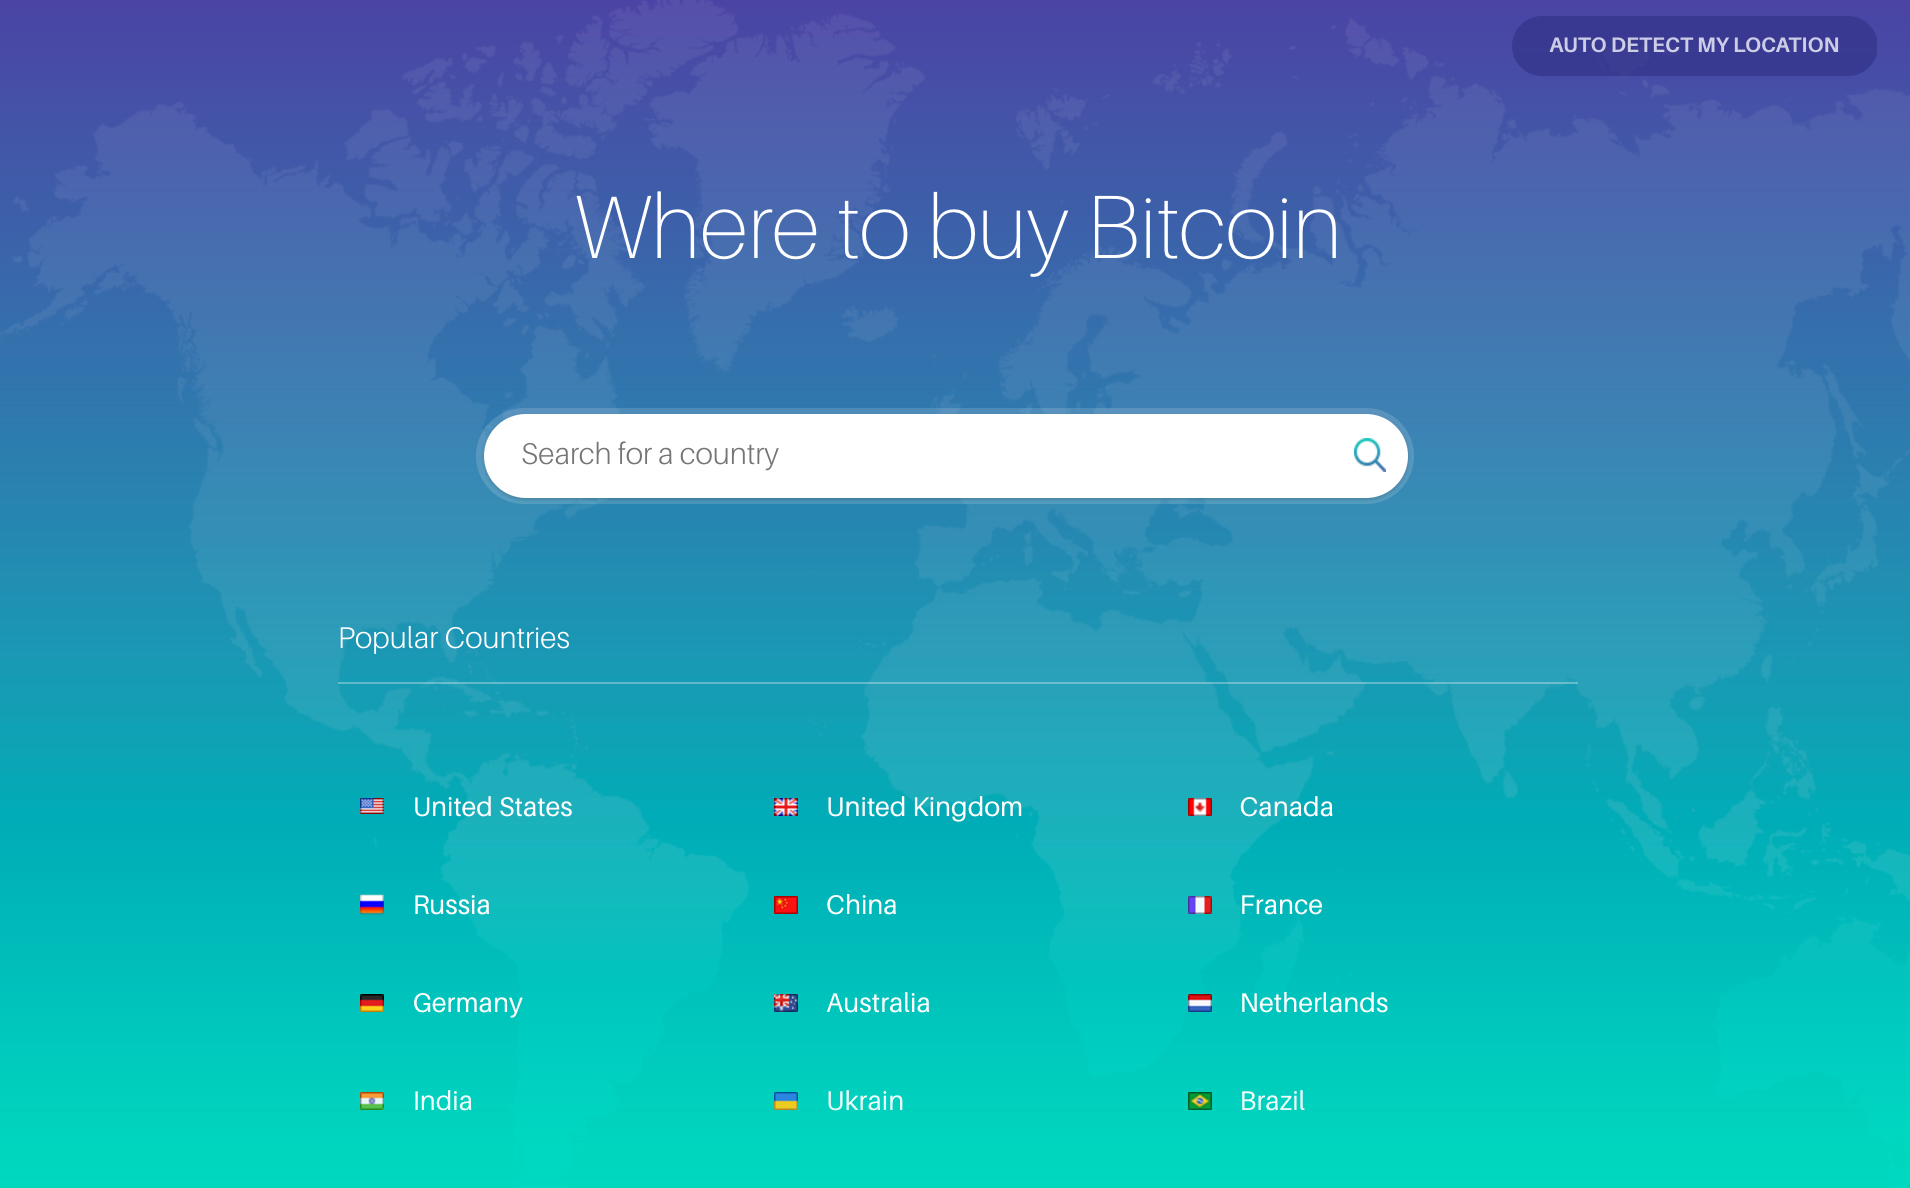 AUTO DETECT MY LOCATION
Where to buy Bitcoin
Search for a country
Popular Countries
United States
United Kingdom
Canada
Russia
China
France
Germany
Australia
Netherlands
India
Ukrain
Brazil